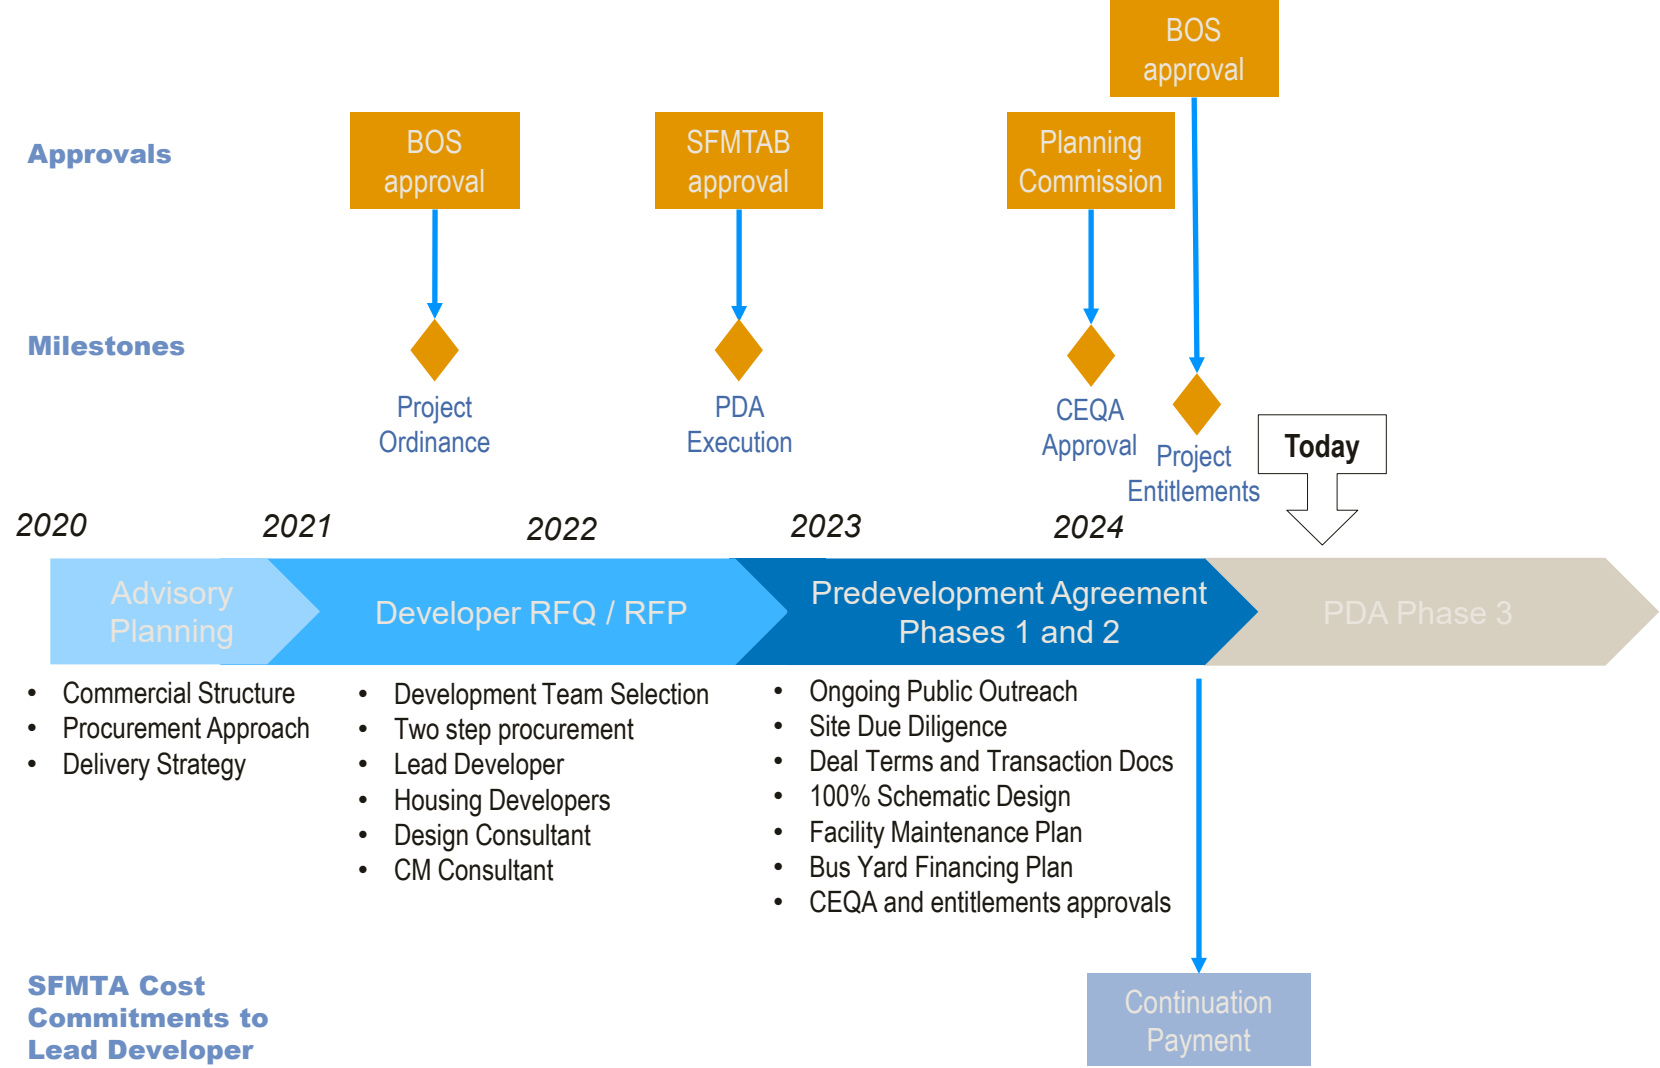 BOS
approval
Approvals
BOS
approval
SFMTAB
approval
Planning
Commission
Milestones
Project
Ordinance
PDA
Execution
CEQA
Approval
Project
Entitlements
Today
2020
2021
2022
2023
2024
Advisory
Planning
Developer RFQ / RFP
Predevelopment Agreement
Phases 1 and 2
PDA Phase 3
• Commercial Structure
• Procurement Approach
• Delivery Strategy
• Development Team Selection
• Two step procurement
• Lead Developer
• Housing Developers
• Design Consultant
• CM Consultant
• Ongoing Public Outreach
• Site Due Diligence
• Deal Terms and Transaction Docs
• 100% Schematic Design
• Facility Maintenance Plan
• Bus Yard Financing Plan
• CEQA and entitlements approvals
SFMTA Cost
Commitments to
Lead Developer
Continuation
Payment